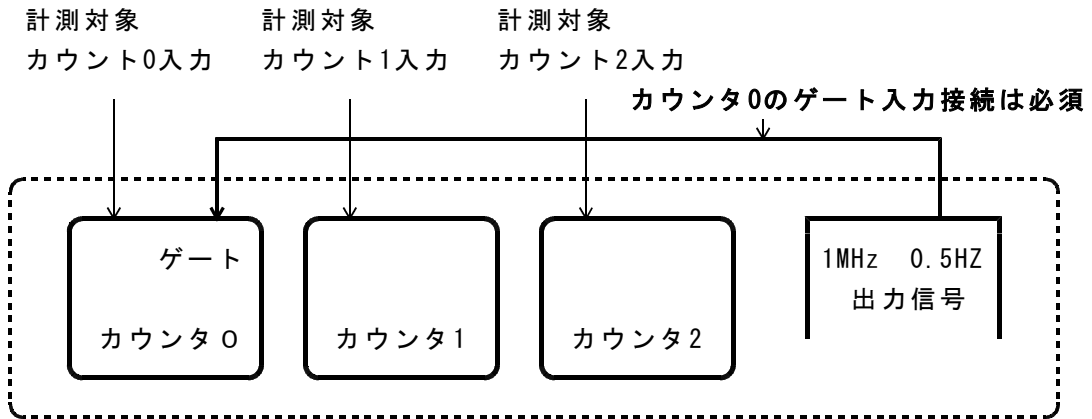 計測対象 計測対象 計測対象
カウント0入力 カウント1入力 カウント2入力
カウンタ0のゲート入力接続は必須
ゲート 1MHz 0.5HZ
出力信号
カウンタ０ カウンタ1 カウンタ2